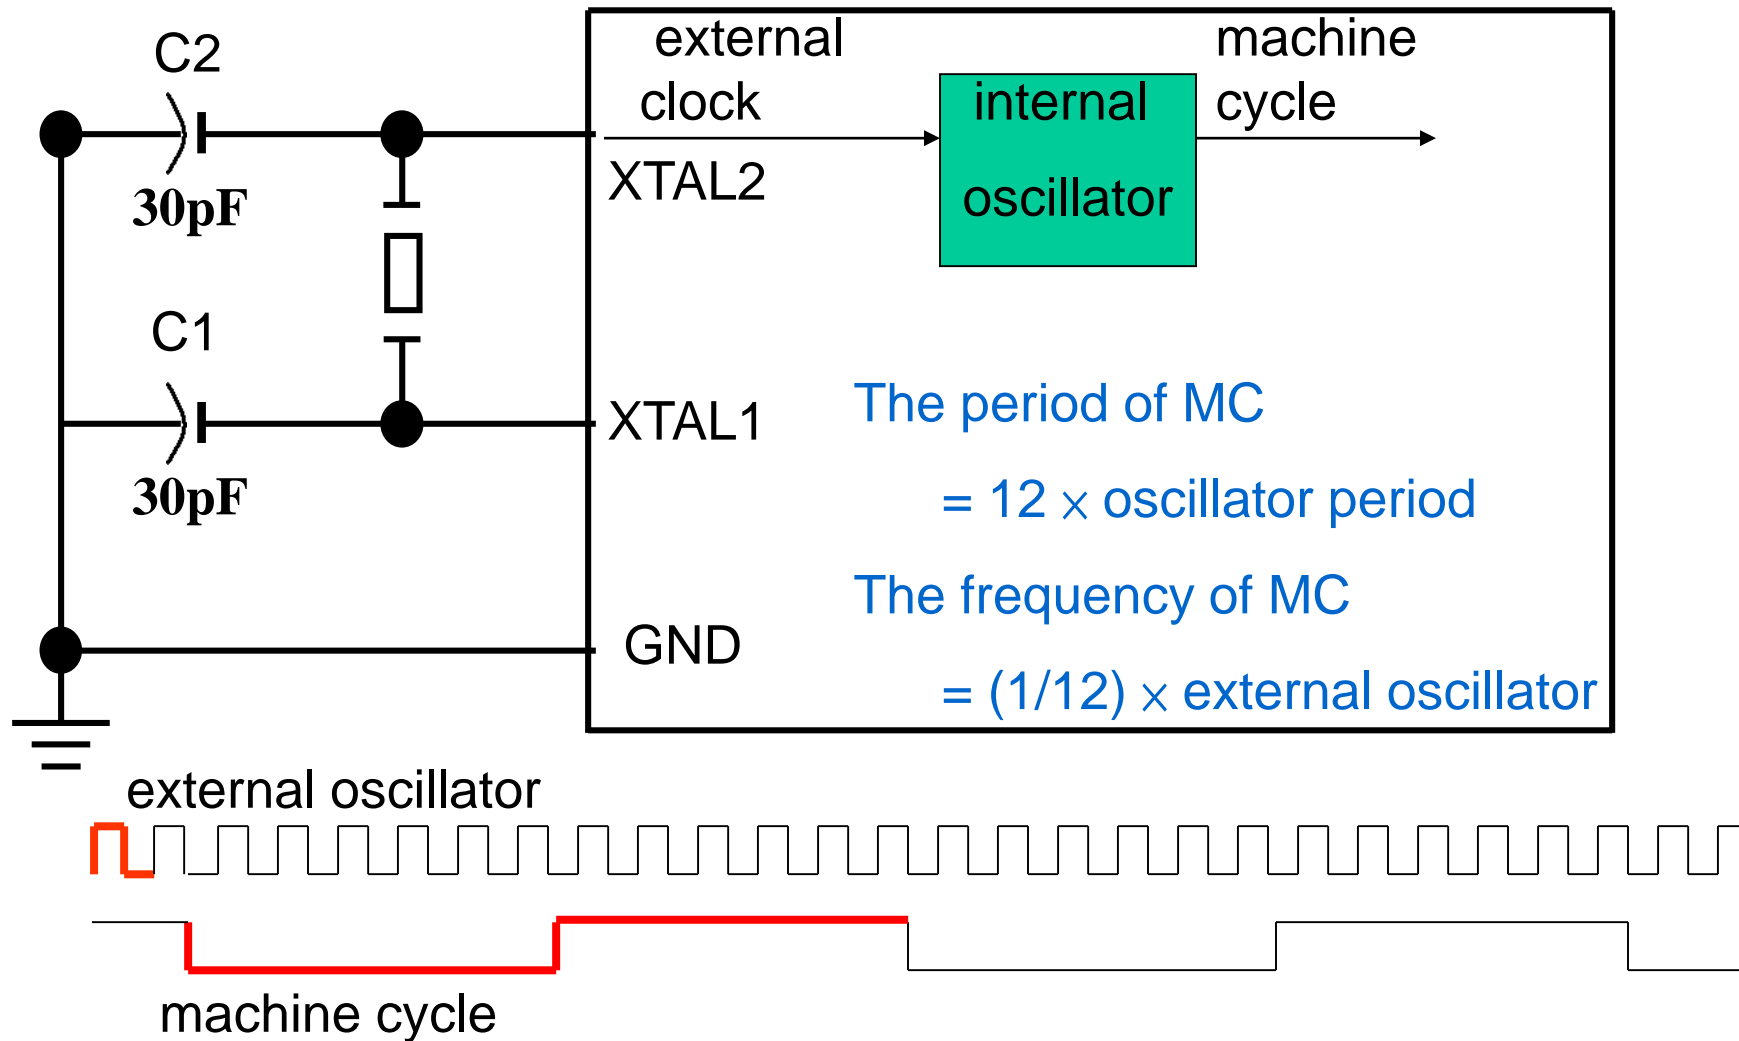 C2
30pF
C1
30pF
external
clock
XTAL2
internal
oscillator
machine
cycle
XTAL1
GND
The period of MC
= 12 × oscillator period
The frequency of MC
= (1/12) × external oscillator
external oscillator
machine cycle